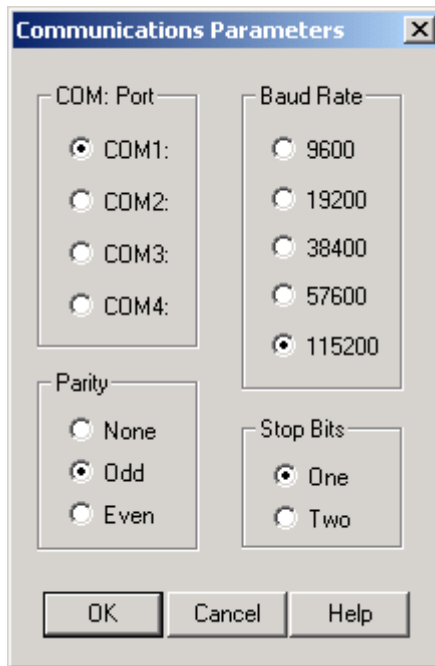 Communications Parameters
COM: Port
COM1:
COM2:
COM3:
COM4:
Baud Rate
9600
19200
38400
57600
115200
Parity
None
Odd
Even
Stop Bits
One
Two
OK
Cancel
Help